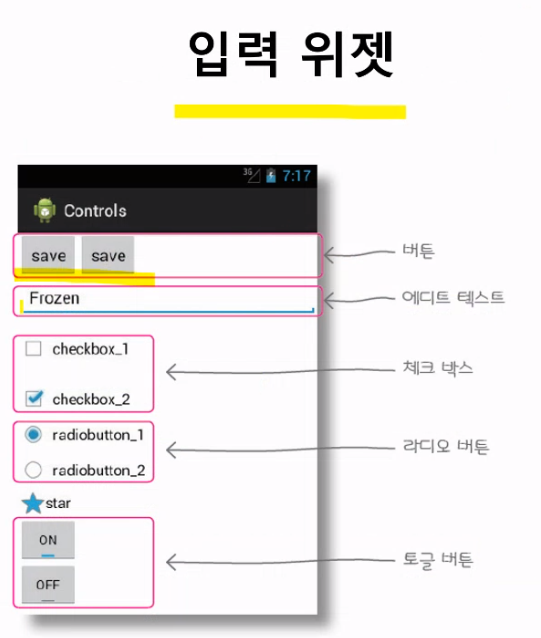 입력 위젯
3G 7:17
Controls
save save
버튼
Frozen
에디트 텍스트
checkbox_1
checkbox_2
체크 박스
radiobutton_1
radiobutton_2
라디오 버튼
star
ON
OFF
토글 버튼